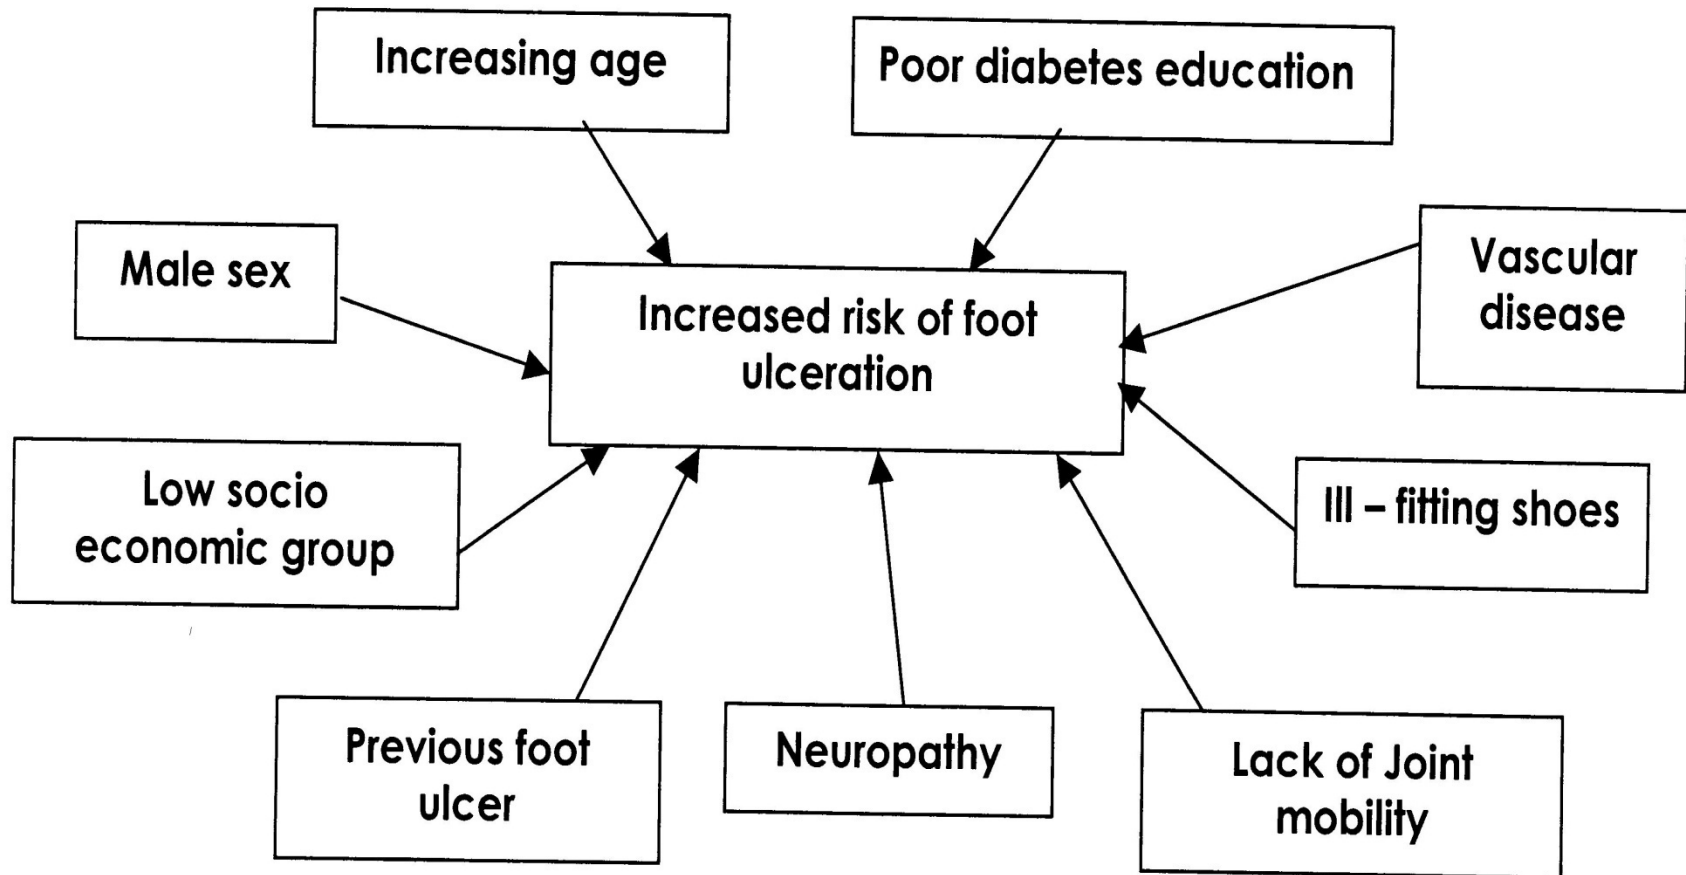 Increasing age
Poor diabetes education
Male sex
Vascular
disease
Increased risk of foot
ulceration
Low socio
economic group
Ill – fitting shoes
Previous foot
ulcer
Neuropathy
Lack of Joint
mobility